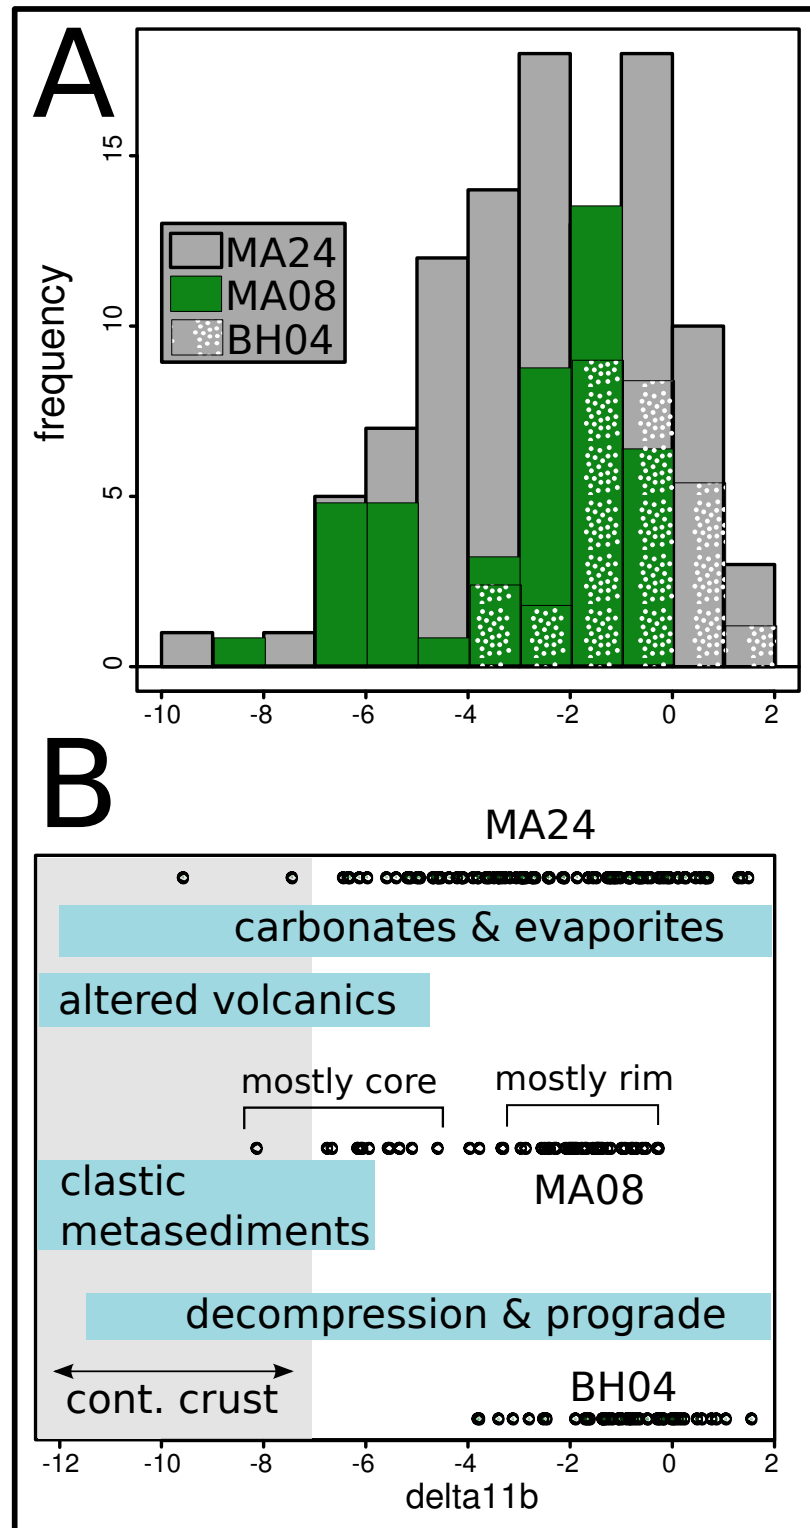 A
15
10
5
0
frequency
MA24
MA08
BH04
-10 -8 -6 -4 -2 0 2
B
MA24
carbonates & evaporites
altered volcanics
mostly core
mostly rim
MA08
clastic
metasediments
decompression & prograde
cont. crust
BH04
-12 -10 -8 -6 -4 -2 0 2
delta11b